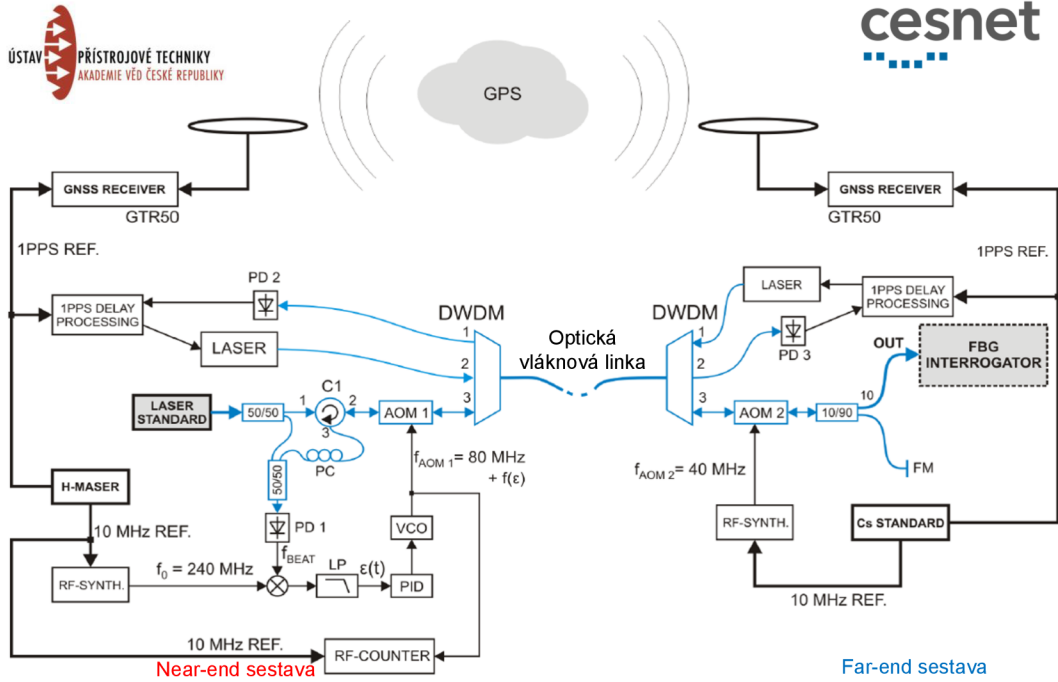 ÚSTAV PŘÍSTROJOVÉ TECHNIKY
AKADEMIE VĚD ČESKÉ REPUBLIKY
cesnet
GPS
GNSS RECEIVER
GTR50
GNSS RECEIVER
GTR50
1PPS REF.
1PPS REF.
PD 2
1PPS DELAY
PROCESSING
LASER
DWDM
1
2
3
Optická
vláknová linka
DWDM
1
2
3
LASER
1PPS DELAY
PROCESSING
PD 3
OUT
FBG
INTERROGATOR
LASER
STANDARD
50/50
1
C1
2
3
AOM 1
PC
50/50
AOM 2
10/90
10
FM
f AOM 1 = 80 MHz
+ f(ε)
f AOM 2 = 40 MHz
H-MASER
10 MHz REF.
PD 1
f BEAT
VCO
RF-SYNTH.
Cs STANDARD
RF-SYNTH.
f₀ = 240 MHz
LP
ε(t)
PID
10 MHz REF.
10 MHz REF.
RF-COUNTER
Near-end sestava
Far-end sestava